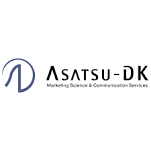 ASATSU-DK
Marketing Science & Communication Services